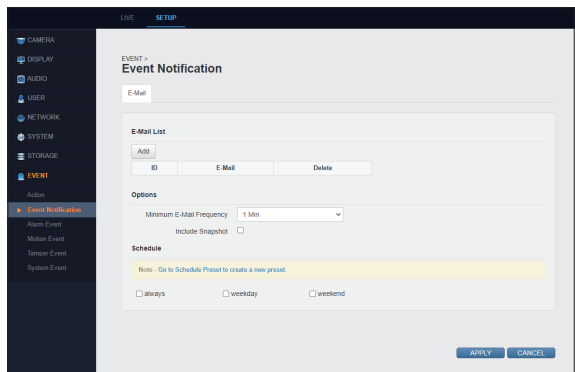 LIVE SETUP
CAMERA
DISPLAY
AUDIO
USER
NETWORK
SYSTEM
STORAGE
EVENT
Action
Event Notification
Alarm Event
Motion Event
Tamper Event
System Event
EVENT >
Event Notification
E-Mail
E-Mail List
Add
ID E-Mail Delete
Options
Minimum E-Mail Frequency 1 Min
Include Snapshot
Schedule
Note - Go to Schedule Preset to create a new preset.
always weekday weekend
APPLY CANCEL